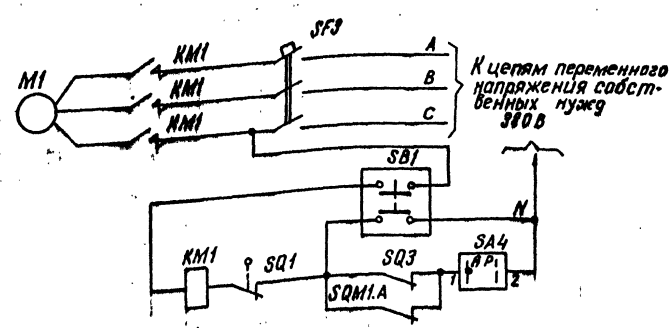 SF3
M1
KM1
KM1
KM1
A
B
C
К цепям переменного
напряжения собст-
венных нужд
380 В
SB1
N
KM1
SQ1
SQ3
SQM1.A
SA4
А Р
1
2